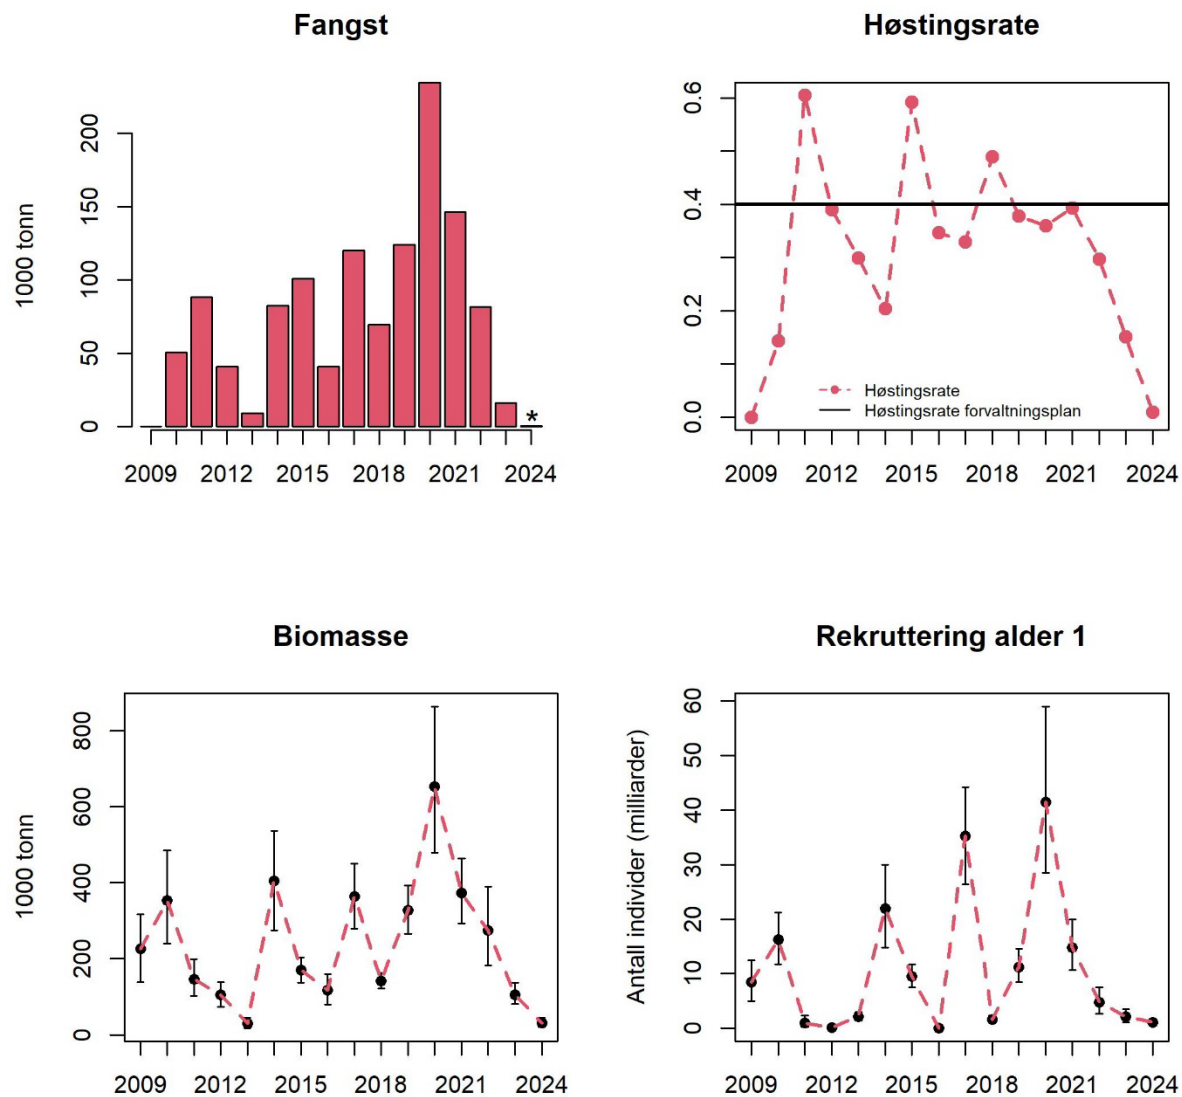 Fangst
1000 tonn
200
150
100
50
0
*
2009 2012 2015 2018 2021 2024
Høstingsrate
0.6
0.4
0.2
0.0
Høstingsrate
Høstingsrate forvaltningsplan
2009 2012 2015 2018 2021 2024
Biomasse
1000 tonn
800
600
400
200
0
2009 2012 2015 2018 2021 2024
Rekruttering alder 1
Antall individer (milliarder)
60
50
40
30
20
10
0
2009 2012 2015 2018 2021 2024